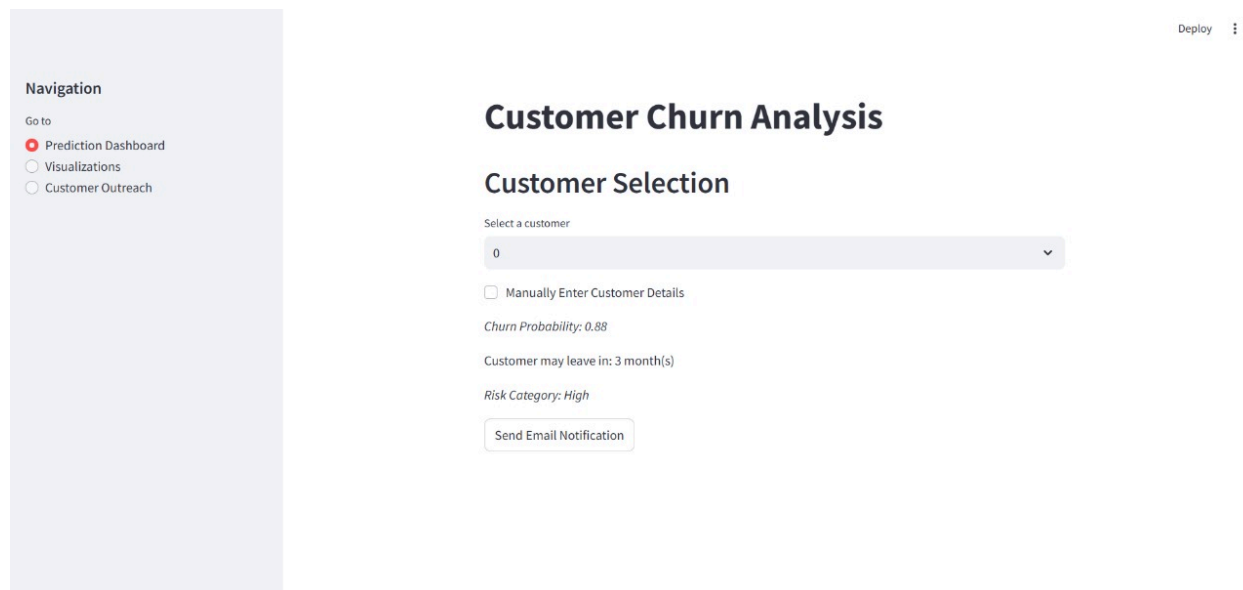 Deploy
Navigation
Go to
Prediction Dashboard
Visualizations
Customer Outreach
Customer Churn Analysis
Customer Selection
Select a customer
0
Manually Enter Customer Details
Churn Probability: 0.88
Customer may leave in: 3 month(s)
Risk Category: High
Send Email Notification